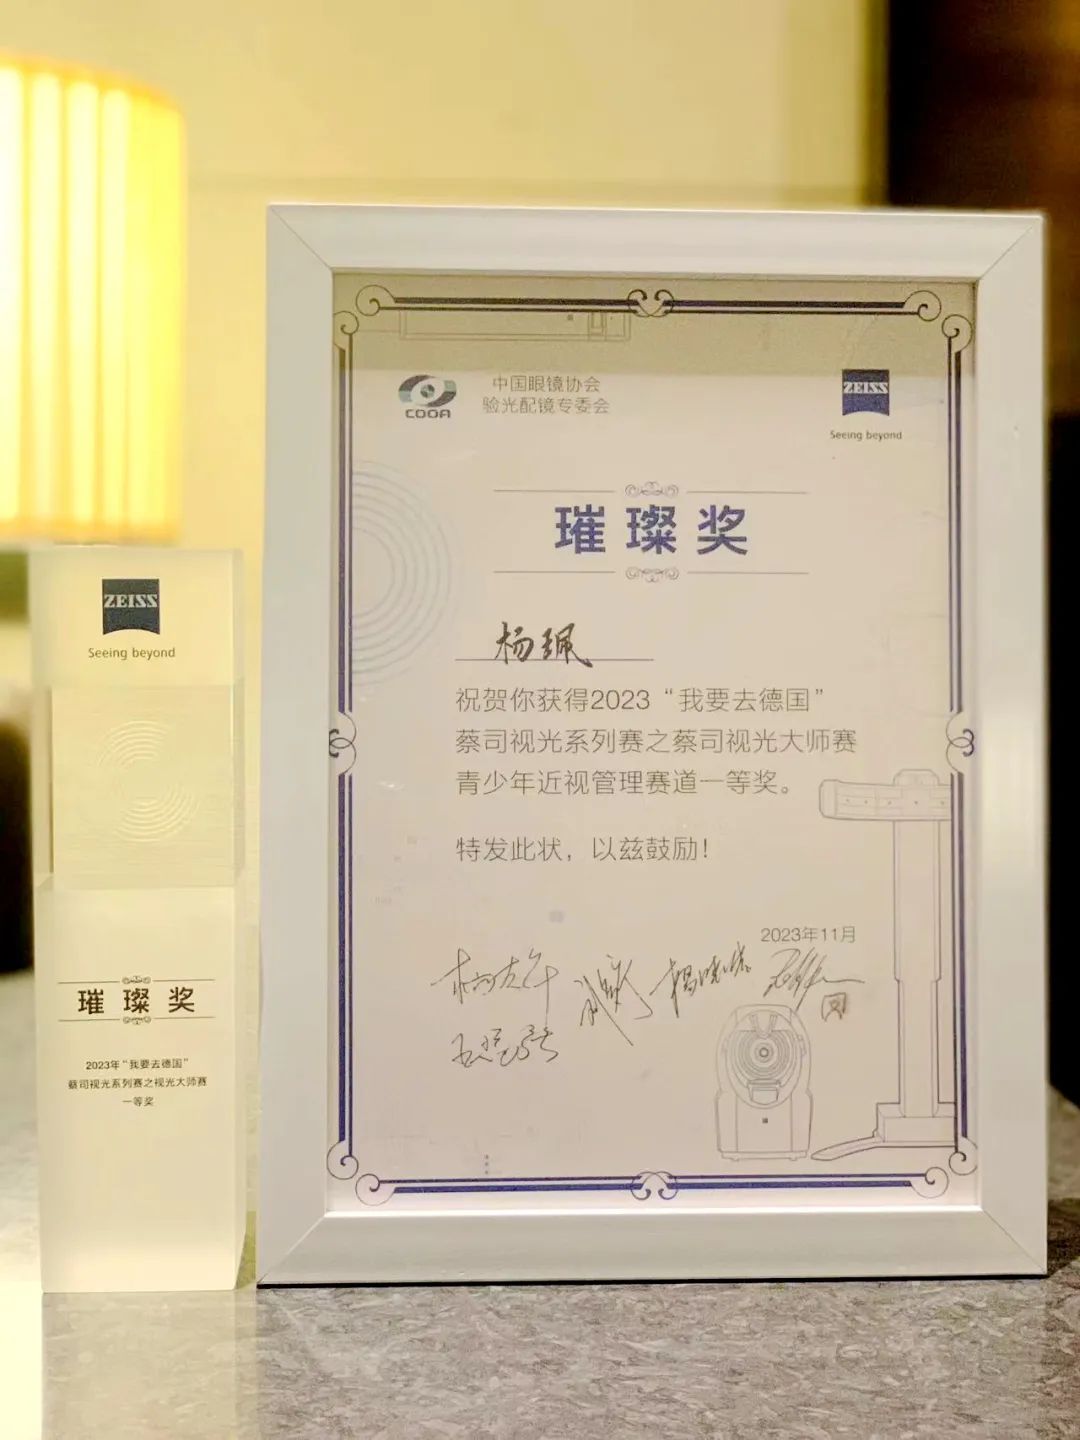 中国眼镜协会
验光配镜专委会
COOA
ZEISS
Seeing beyond
璀璨奖
杨珮
祝贺你获得2023“我要去德国”
蔡司视光系列赛之蔡司视光大师赛
青少年近视管理赛道一等奖。
特发此状，以兹鼓励！
2023年11月
ZEISS
Seeing beyond
璀璨奖
2023年“我要去德国”
蔡司视光系列赛之视光大师赛
一等奖